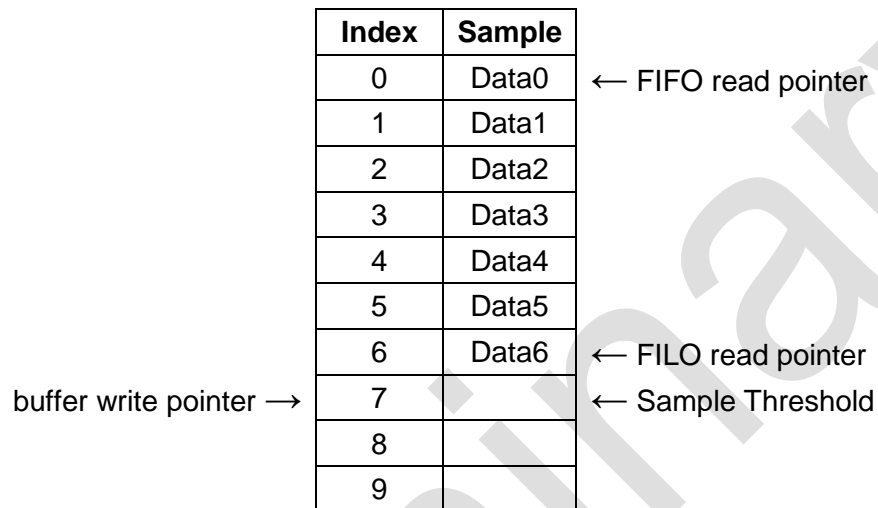 Index Sample
0 Data0 ← FIFO read pointer
1 Data1
2 Data2
3 Data3
4 Data4
5 Data5
6 Data6 ← FILO read pointer
buffer write pointer → 7 ← Sample Threshold
8
9